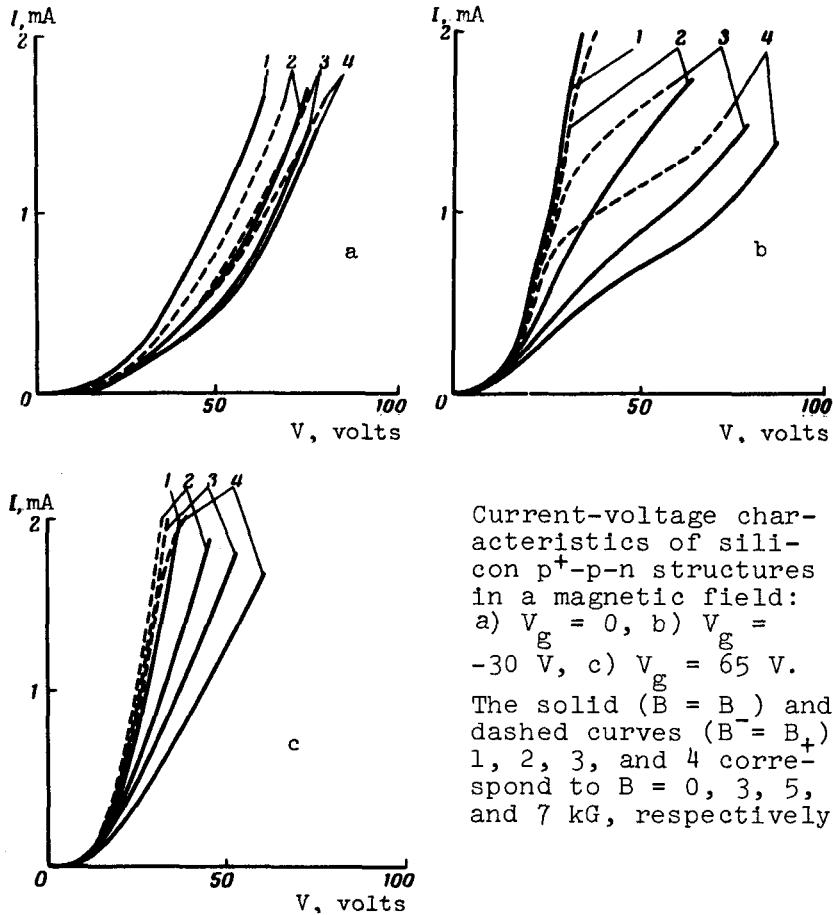 I, mA
2
1 2 3 4
1
a
0 50 100
V, volts
I, mA
2
1 2 3 4
1
b
0 50 100
V, volts
I, mA
1 2 3 4
2
1
c
0 50 100
V, volts
Current-voltage char-
acteristics of sili-
con p+-p-n structures
in a magnetic field:
a) Vg = 0, b) Vg =
-30 V, c) Vg = 65 V.
The solid (B = B-) and
dashed curves (B = B+)
1, 2, 3, and 4 corre-
spond to B = 0, 3, 5,
and 7 kG, respectively